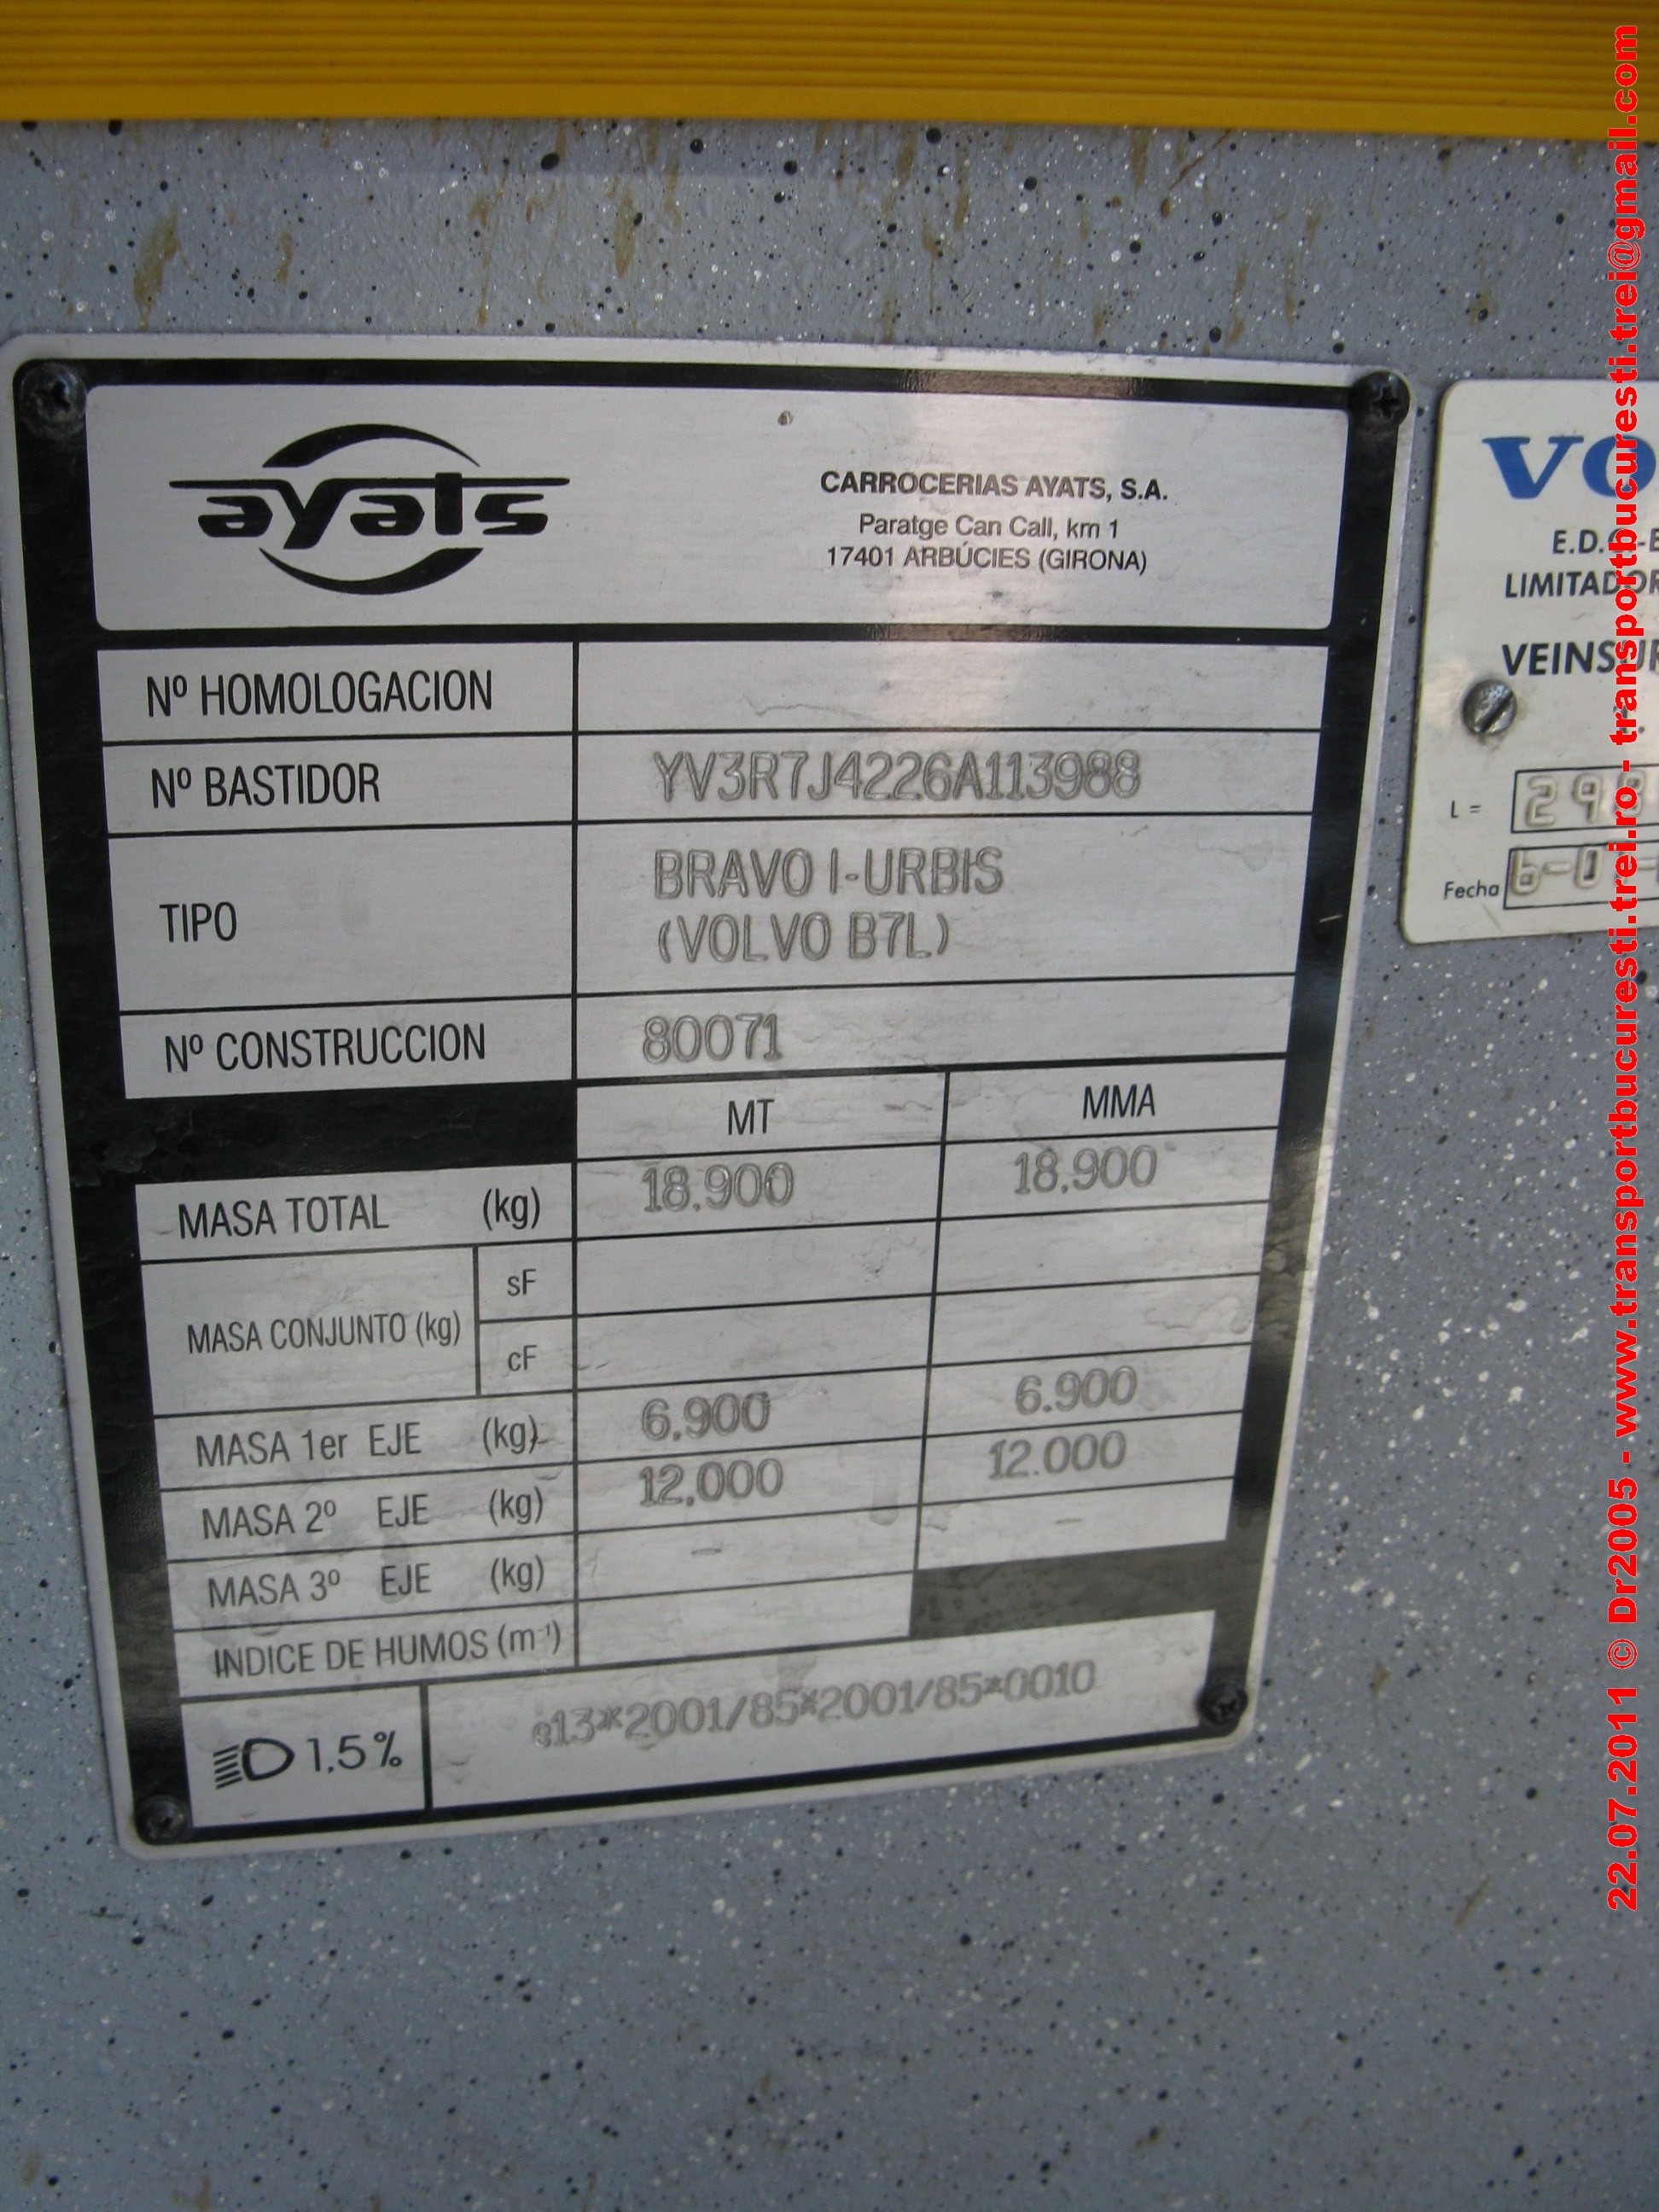 ayats
CARROCERIAS AYATS, S.A.
Paratge Can Call, km 1
17401 ARBÚCIES (GIRONA)
Nº HOMOLOGACION
Nº BASTIDOR YV3R7J4226A113988
TIPO BRAVO I-URBIS
(VOLVO B7L)
Nº CONSTRUCCION 80071
MT MMA
MASA TOTAL (kg) 18.900 18.900
MASA CONJUNTO (kg) sF
cF
MASA 1er EJE (kg) 6.900 6.900
MASA 2º EJE (kg) 12.000 12.000
MASA 3º EJE (kg) - -
INDICE DE HUMOS (m⁻¹)
1,5% e13*2001/85*2001/85*0010
VO
LIMITADOR
L =
Fecha
22.07.2011 © Dr2005 - www.transportbucuresti.trei.ro - transportbucuresti.trei@gmail.com